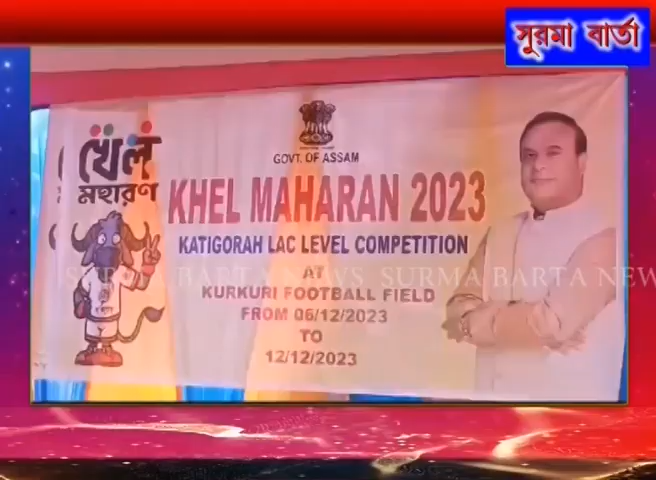 সুরমা বার্তা
খেল
মহারণ
GOVT. OF ASSAM
KHEL MAHARAN 2023
KATIGORAH LAC LEVEL COMPETITION
AT
KURKURI FOOTBALL FIELD
FROM 06/12/2023
TO
12/12/2023
SURMA BARTA NEWS SURMA BARTA NEWS